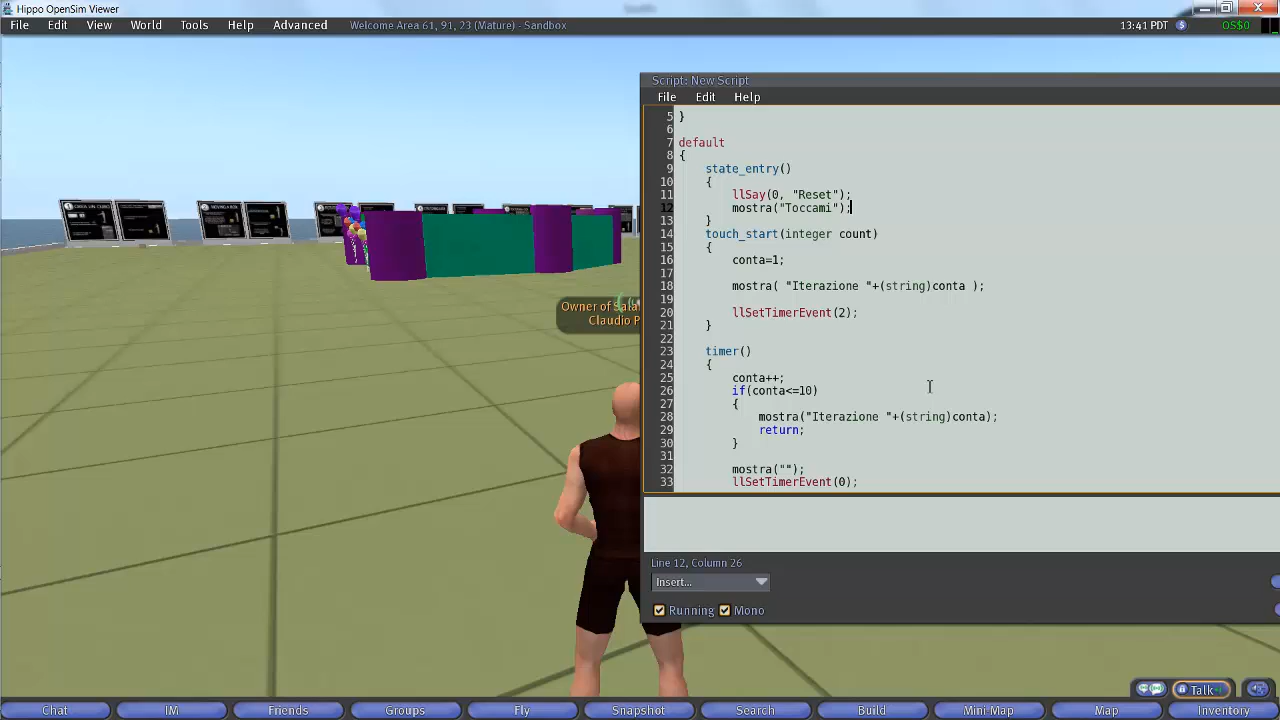 Hippo OpenSim Viewer
File Edit View World Tools Help Advanced Welcome Area 61, 91, 23 (Mature) - Sandbox 13:41 PDT OS$0
Script: New Script
File Edit Help
5 }
6
7 default
8 {
9 state_entry()
10 {
11 llSay(0, "Reset");
12 mostra("Toccami");
13 }
14 touch_start(integer count)
15 {
16 conta=1;
17
18 mostra( "Iterazione "+(string)conta );
19
20 llSetTimerEvent(2);
21 }
22
23 timer()
24 {
25 conta++;
26 if(conta<=10)
27 {
28 mostra("Iterazione "+(string)conta);
29 return;
30 }
31
32 mostra("");
33 llSetTimerEvent(0);
Owner of
Claudio P
Line 12, Column 26
Insert...
Running Mono
Talk
Chat IM Friends Groups Fly Snapshot Search Build Mini-Map Map Inventory